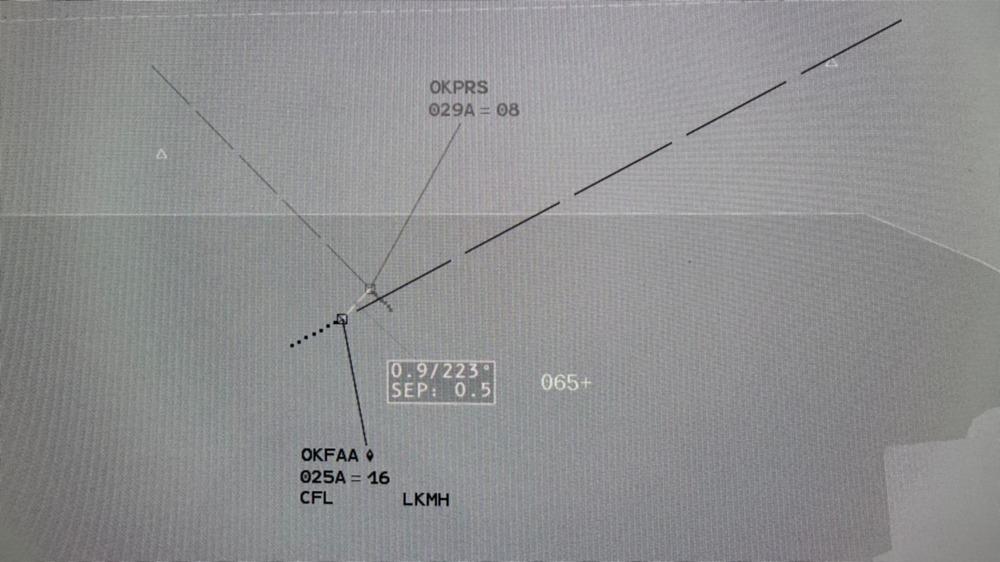 OKPRS
029A = 08
0.9/223°
SEP: 0.5
065+
OKFAA
025A = 16
CFL LKMH